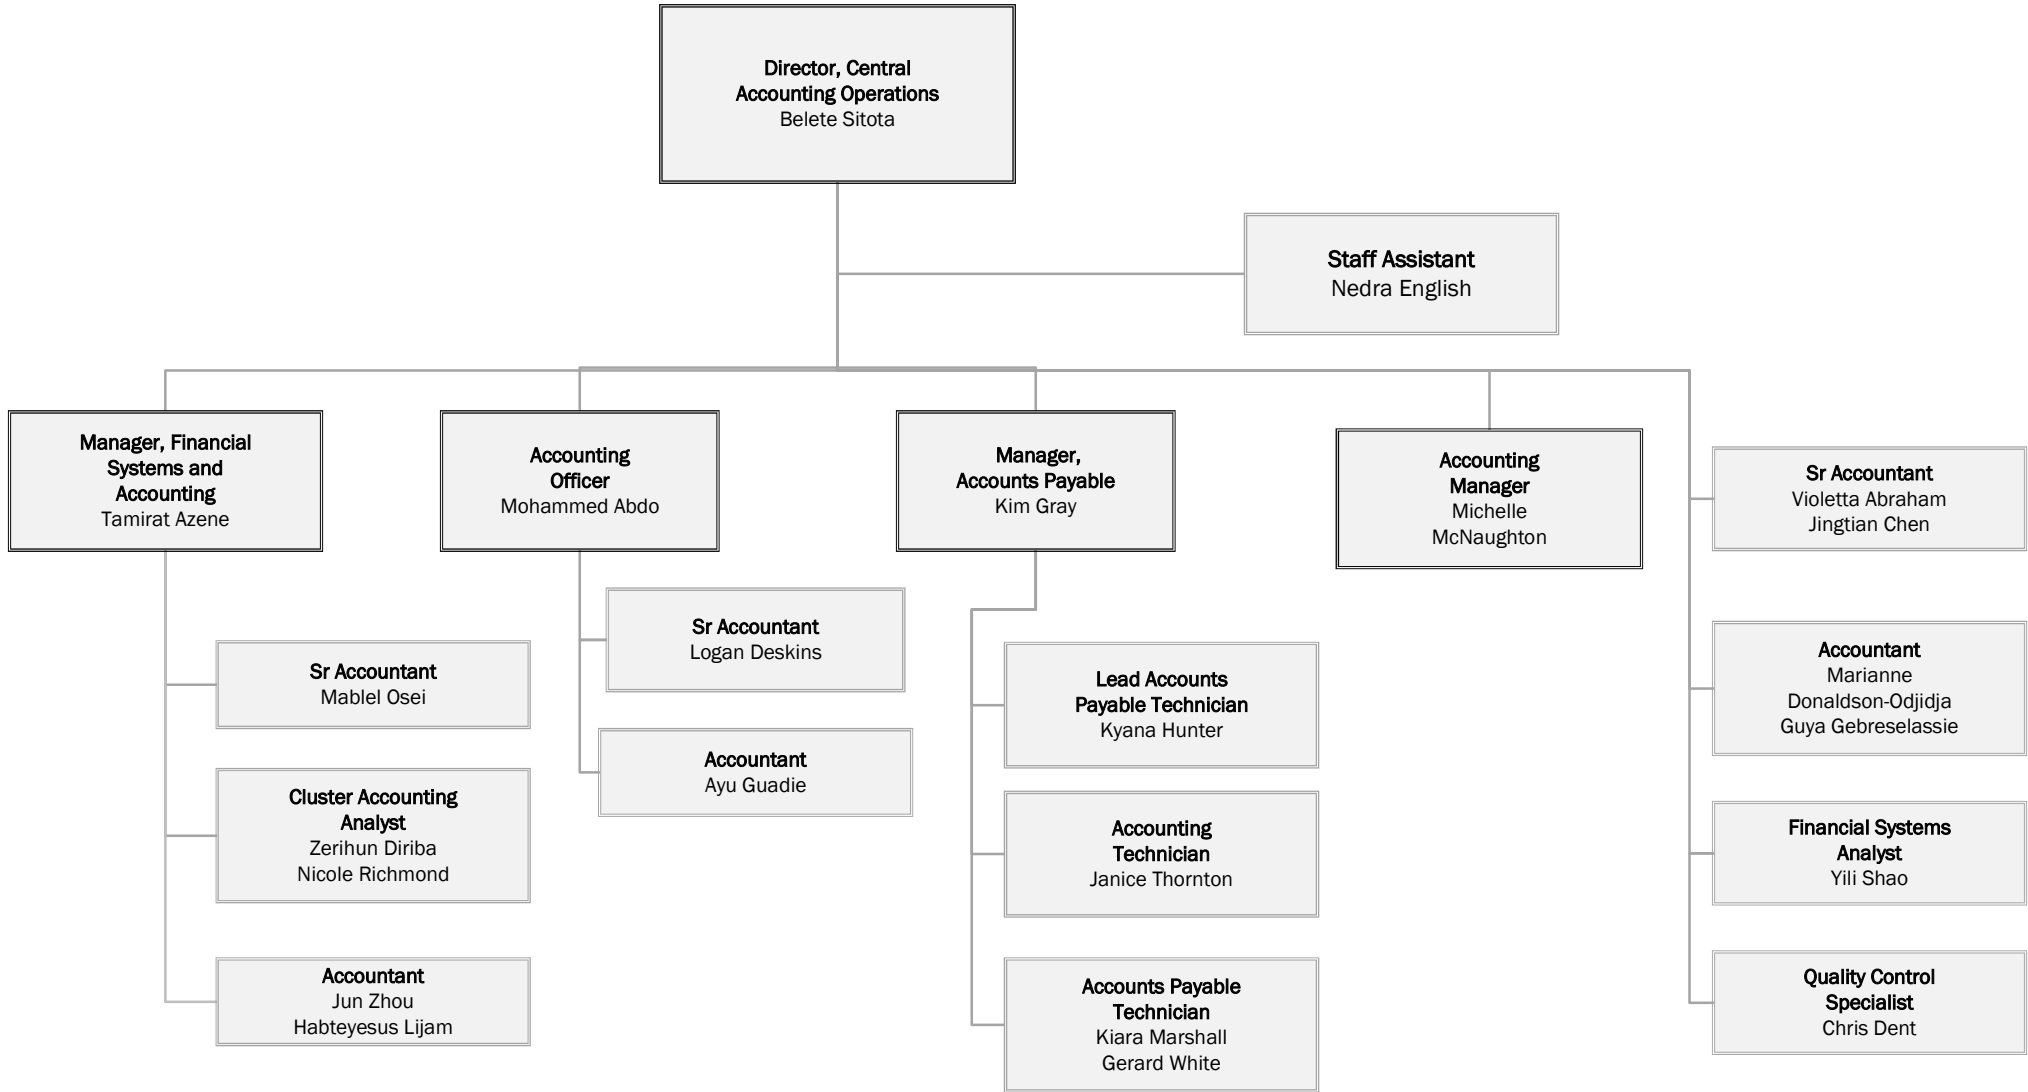 Director, Central
Accounting Operations
Belete Sitota
Staff Assistant
Nedra English
Manager, Financial
Systems and
Accounting
Tamirat Azene
Accounting
Officer
Mohammed Abdo
Manager,
Accounts Payable
Kim Gray
Accounting
Manager
Michelle
McNaughton
Sr Accountant
Mablel Osei
Cluster Accounting
Analyst
Zerihun Diriba
Nicole Richmond
Accountant
Jun Zhou
Habteyesus Lijam
Sr Accountant
Logan Deskins
Accountant
Ayu Guadie
Lead Accounts
Payable Technician
Kyana Hunter
Accounting
Technician
Janice Thornton
Accounts Payable
Technician
Kiara Marshall
Gerard White
Sr Accountant
Violetta Abraham
Jingtian Chen
Accountant
Marianne
Donaldson-Odjidja
Guya Gebreselassie
Financial Systems
Analyst
Yili Shao
Quality Control
Specialist
Chris Dent